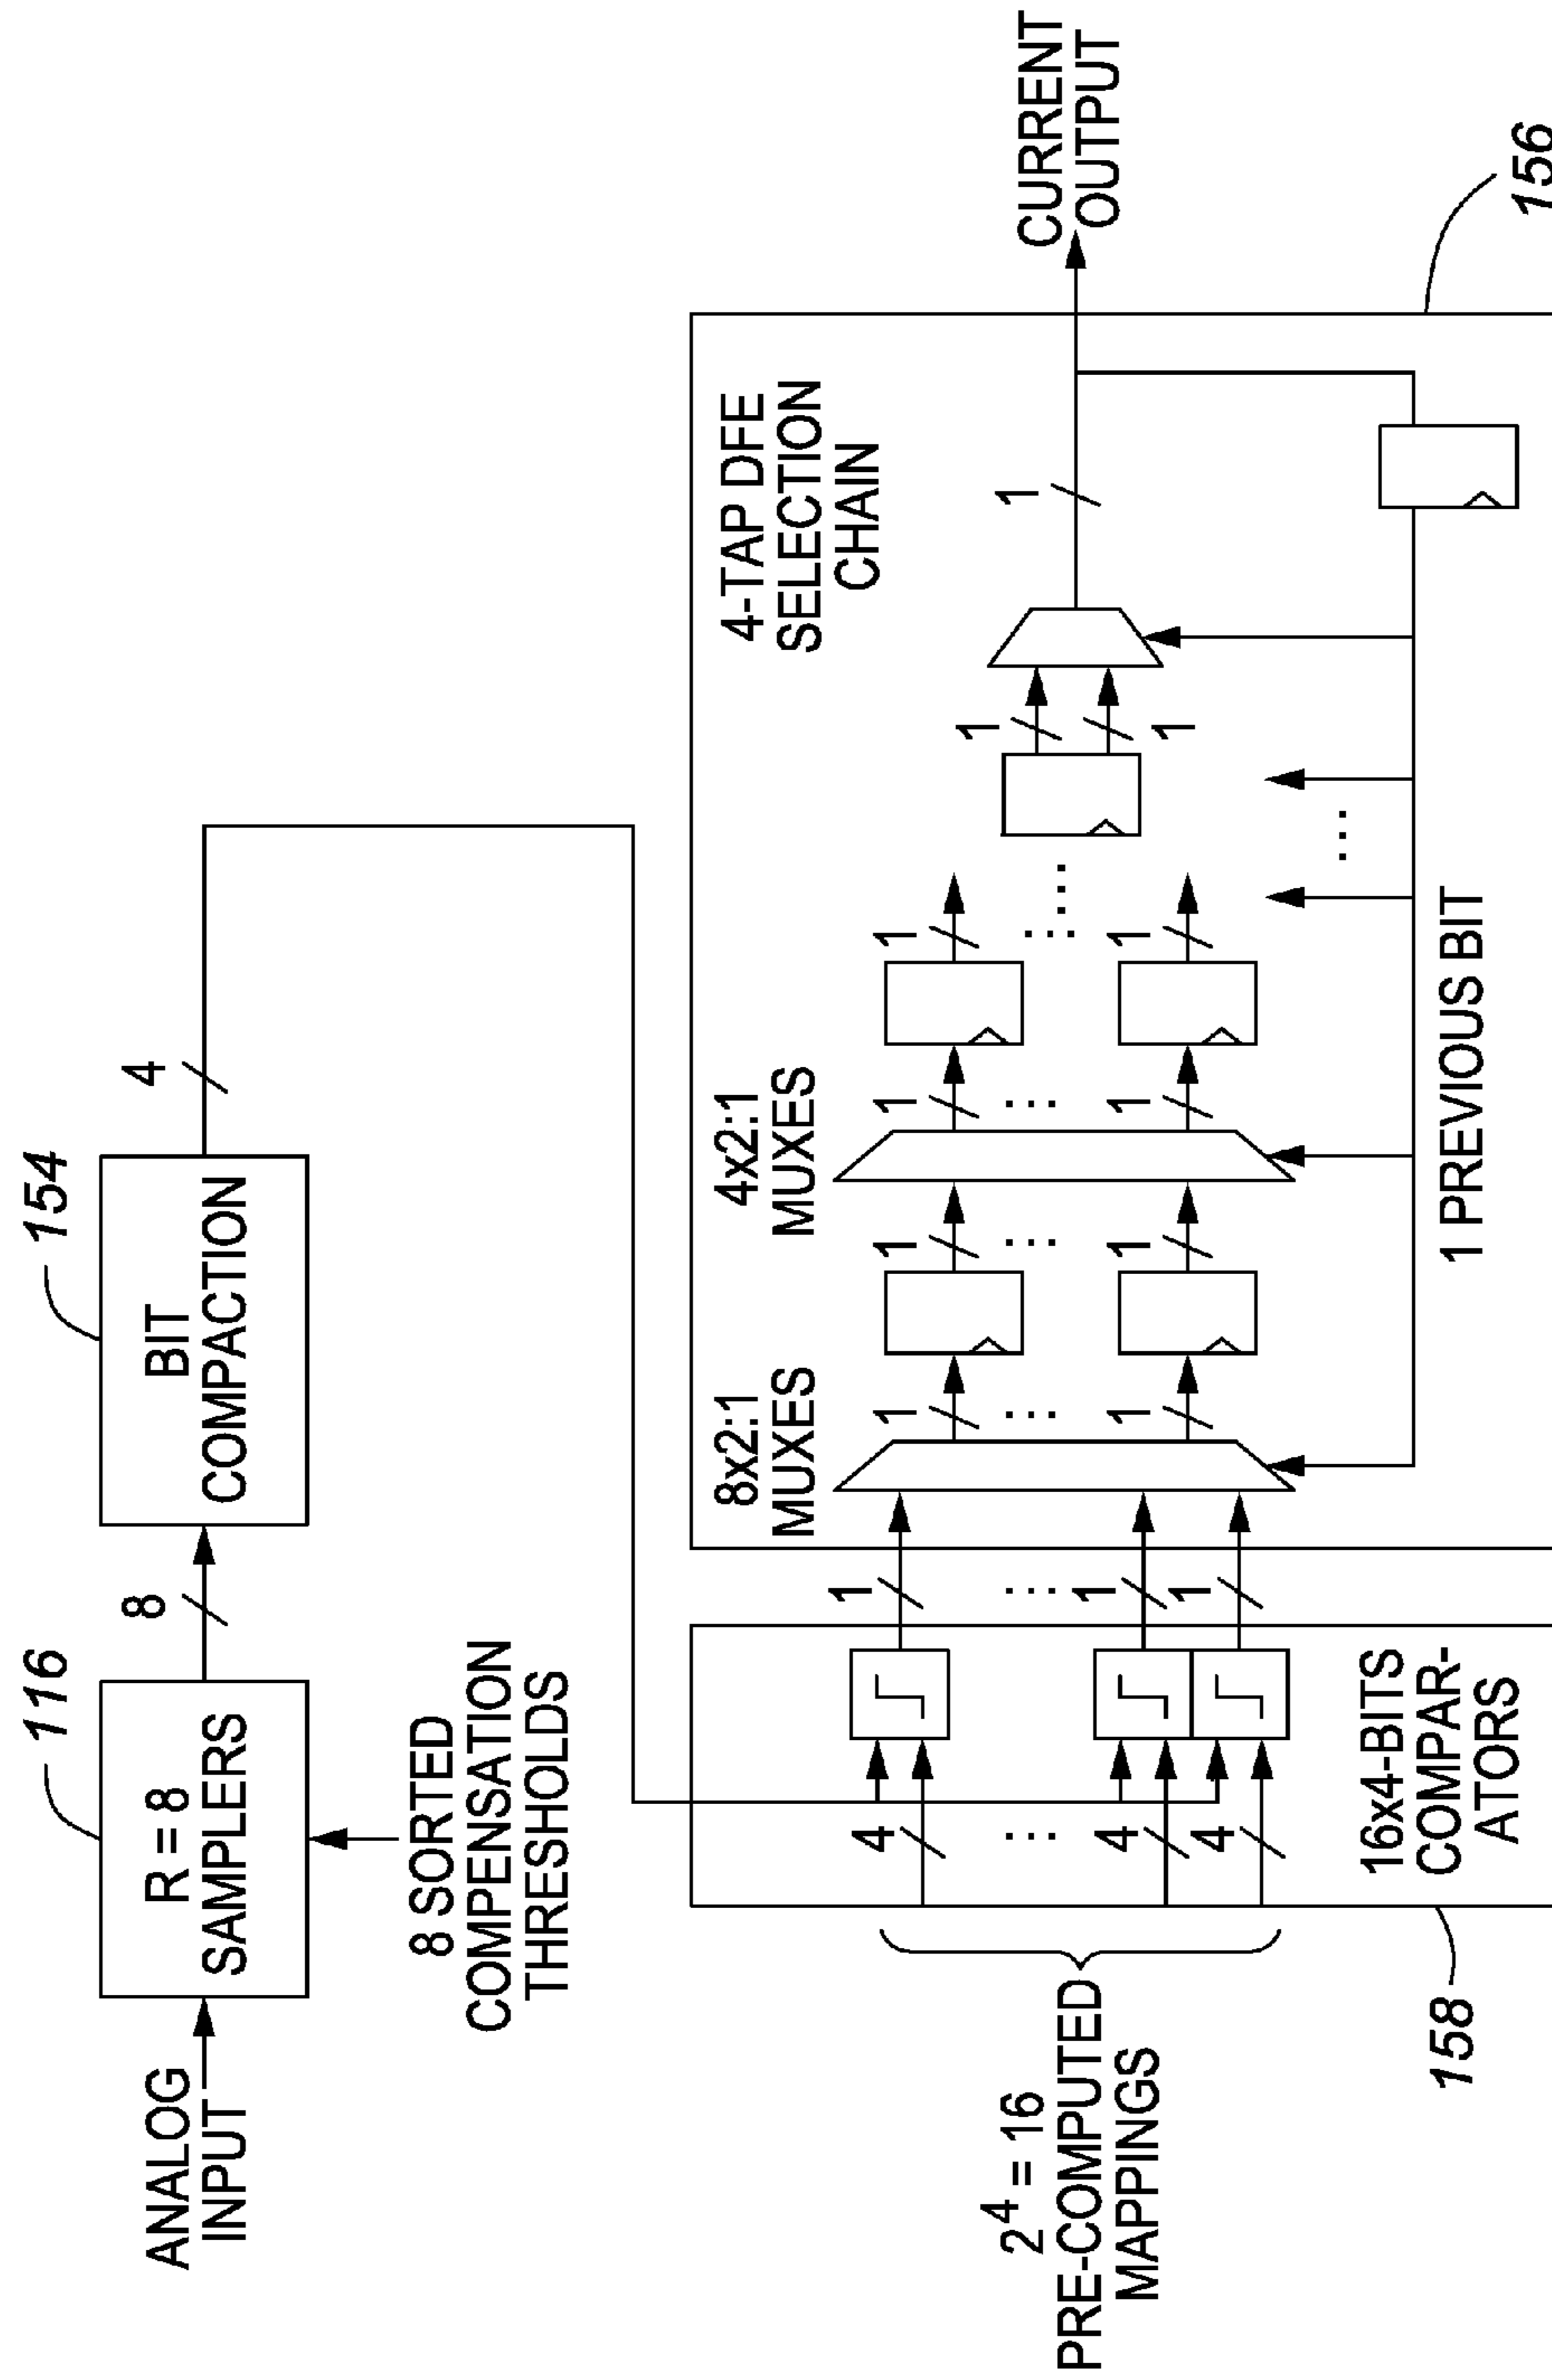 ANALOG
INPUT
116
R = 8
SAMPLERS
8 SORTED
COMPENSATION
THRESHOLDS
8
154
BIT
COMPACTION
4
2^4 = 16
PRE-COMPUTED
MAPPINGS
158
4
...
4
4
16x4-BITS
COMPAR-
ATORS
1
...
1
1
8x2:1
MUXES
1
...
1
1
...
1
4x2:1
MUXES
1
...
1
1
...
1
...
1
1
4-TAP DFE
SELECTION
CHAIN
1
...
1 PREVIOUS BIT
CURRENT
OUTPUT
156